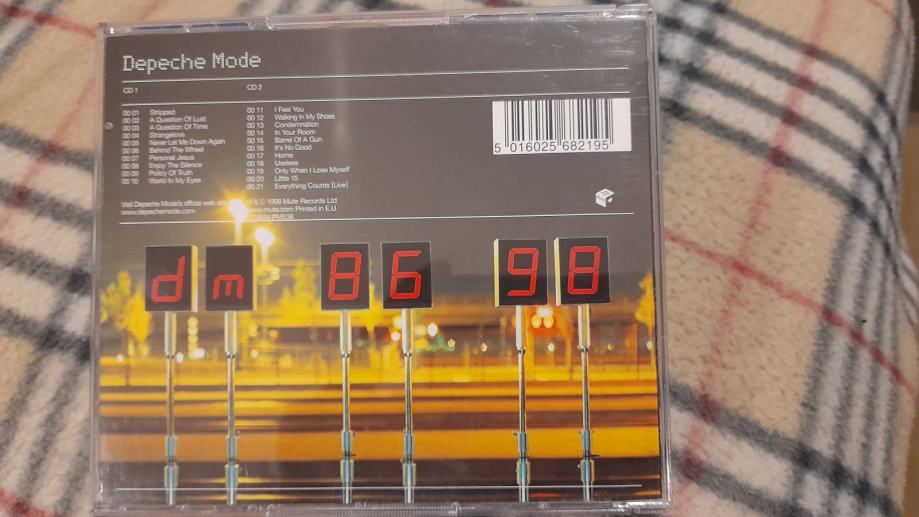 Depeche Mode
CD 1
00 01 Stripped
00 02 A Question Of Lust
00 03 A Question Of Time
00 04 Strangelove
00 05 Never Let Me Down Again
00 06 Behind The Wheel
00 07 Personal Jesus
00 08 Enjoy The Silence
00 09 Policy Of Truth
00 10 World In My Eyes
CD 2
00 11 I Feel You
00 12 Walking In My Shoes
00 13 Condemnation
00 14 In Your Room
00 15 Barrel Of A Gun
00 16 It's No Good
00 17 Home
00 18 Useless
00 19 Only When I Lose Myself
00 20 Little 15
00 21 Everything Counts [Live]
Visit Depeche Mode's official web
www.depechemode.com
& © 1998 Mute Records Ltd
Printed in E.U.
5 016025 682195
dm 86 98